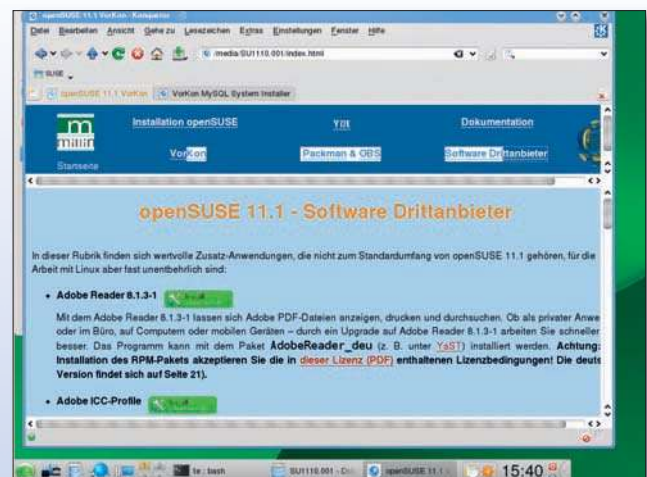 openSUSE 11.1 VorKon - Konqueror
Datei Bearbeiten Ansicht Gehe zu Lesezeichen Extras Einstellungen Fenster Hilfe
/media/SU1110.001/index.html
SUSE
openSUSE 11.1 VorKon VorKon MySQL System Installer
m
millin
Startseite
Installation openSUSE
Dokumentation
VorKon
Packman & OBS
Software Drittanbieter
openSUSE 11.1 - Software Drittanbieter
In dieser Rubrik finden sich wertvolle Zusatz-Anwendungen, die nicht zum Standardumfang von openSUSE 11.1 gehören, für die
Arbeit mit Linux aber fast unentbehrlich sind:
• Adobe Reader 8.1.3-1
Mit dem Adobe Reader 8.1.3-1 lassen sich Adobe PDF-Dateien anzeigen, drucken und durchsuchen. Ob als privater Anwe
oder im Büro, auf Computern oder mobilen Geräten – durch ein Upgrade auf Adobe Reader 8.1.3-1 arbeiten Sie schneller
besser. Das Programm kann mit dem Paket AdobeReader_deu (z. B. unter YaST) installiert werden. Achtung:
Installation des RPM-Pakets akzeptieren Sie die in dieser Lizenz (PDF) enthaltenen Lizenzbedingungen! Die deuts
Version findet sich auf Seite 21).
• Adobe ICC-Profile
te : bash
SU1110.001 - Do
openSUSE 11.1
15:40